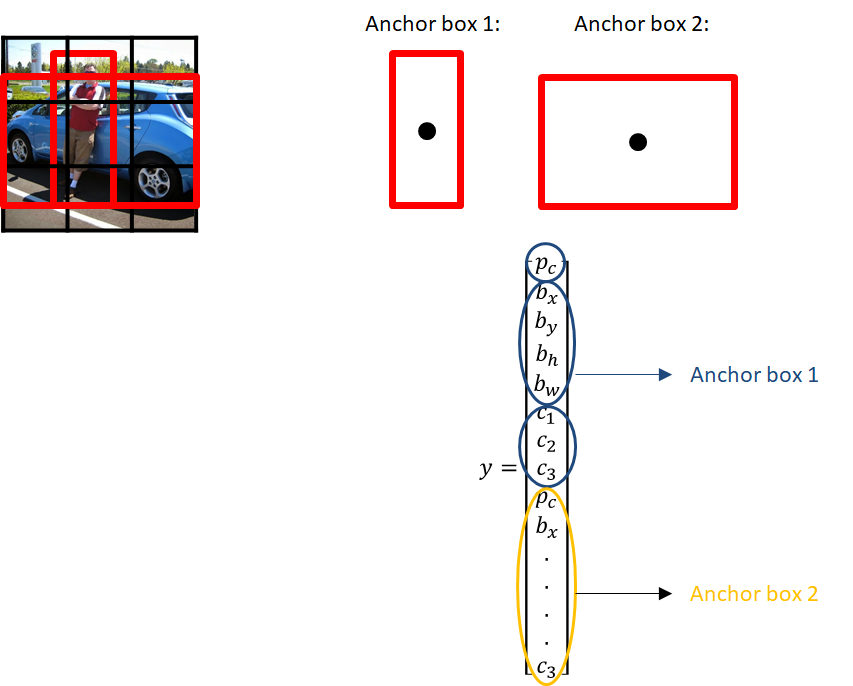 Anchor box 1:
Anchor box 2:
p_c
b_x
b_y
b_h
b_w
Anchor box 1
c_1
c_2
y = c_3
p_c
b_x
.
.
Anchor box 2
.
.
c_3